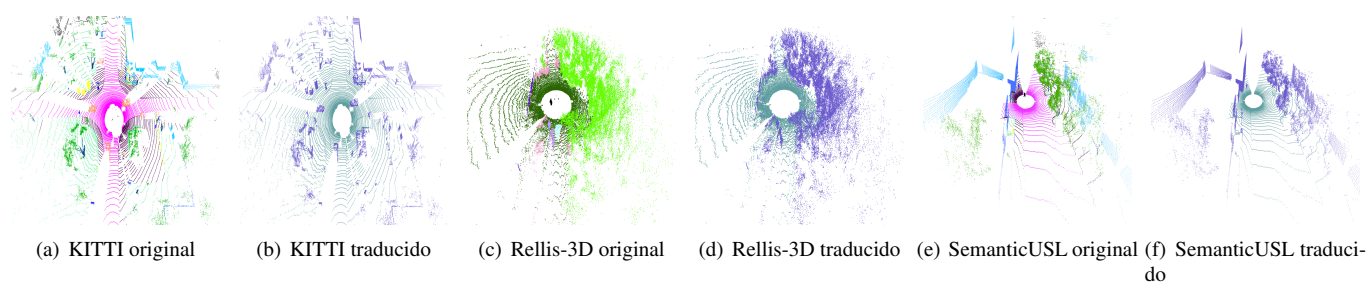 (a) KITTI original
(b) KITTI traducido
(c) Rellis-3D original
(d) Rellis-3D traducido
(e) SemanticUSL original
(f) SemanticUSL traduci-
do